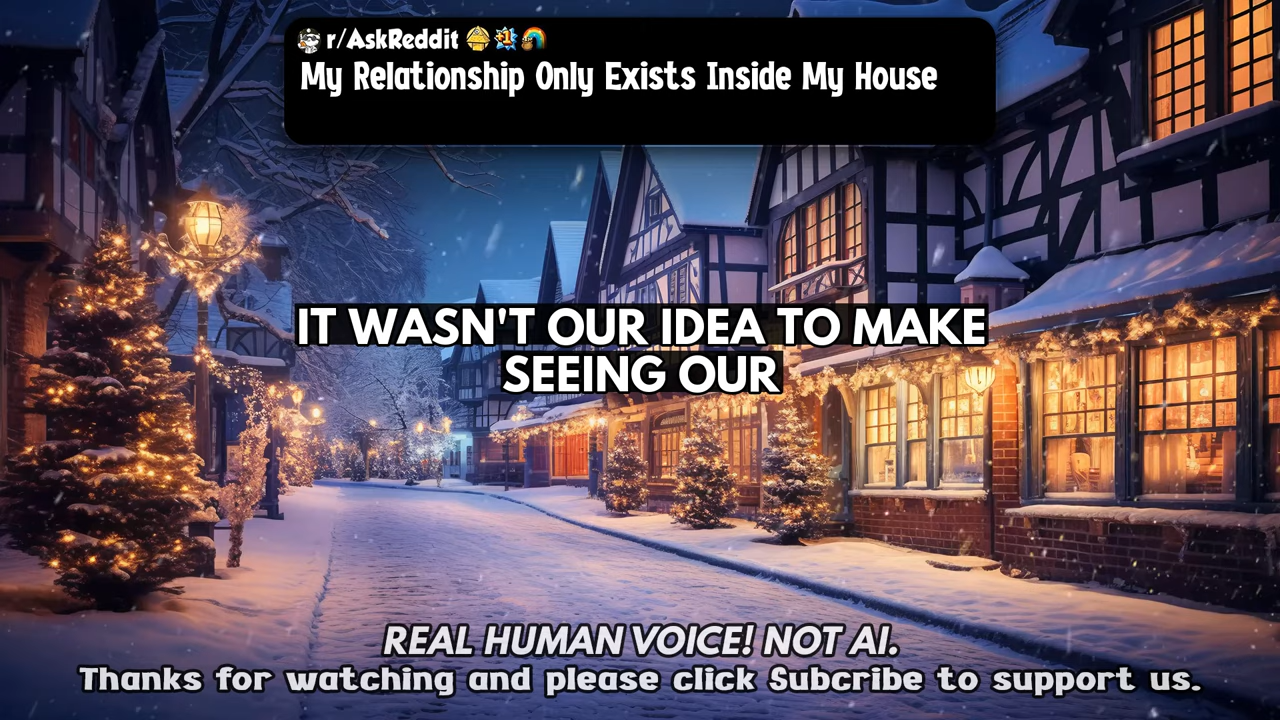 r/AskReddit
My Relationship Only Exists Inside My House
IT WASN'T OUR IDEA TO MAKE
SEEING OUR
REAL HUMAN VOICE! NOT AI.
Thanks for watching and please click Subcribe to support us.